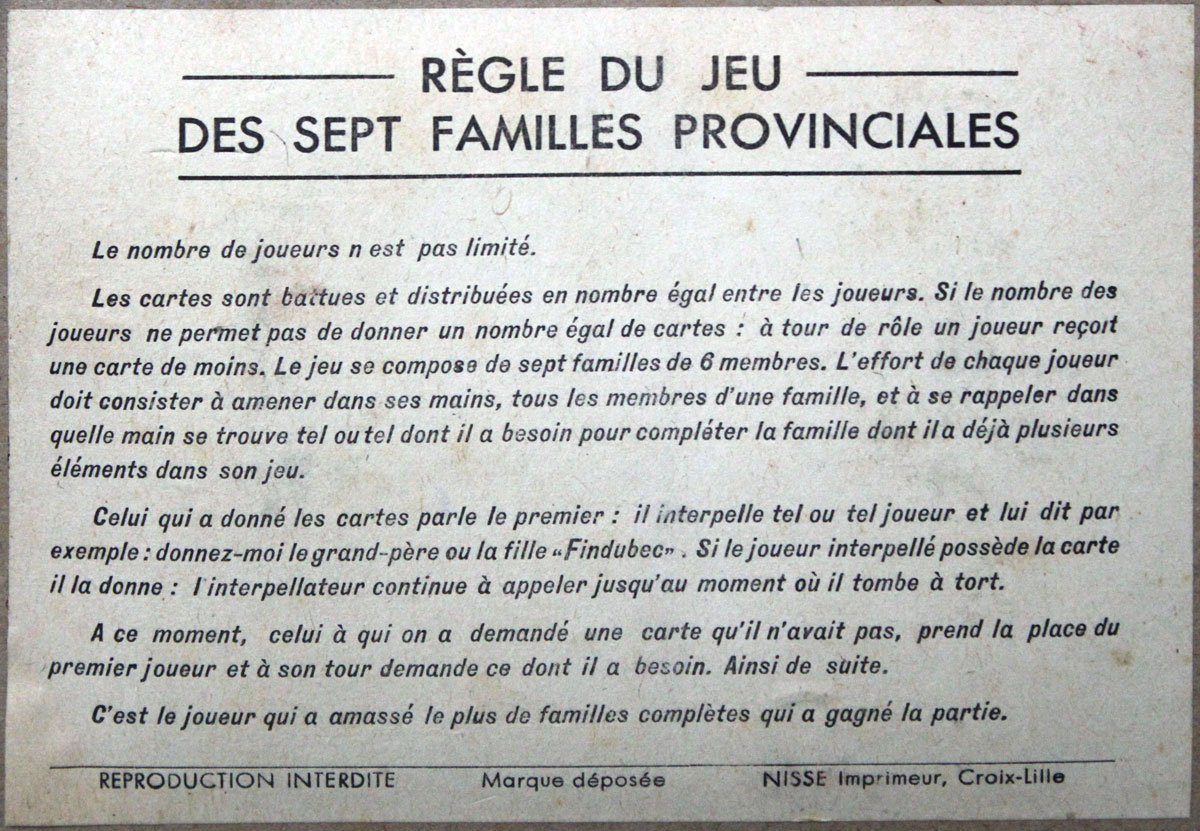 RÈGLE DU JEU
DES SEPT FAMILLES PROVINCIALES
Le nombre de joueurs n est pas limité.
Les cartes sont battues et distribuées en nombre égal entre les joueurs. Si le nombre des
joueurs ne permet pas de donner un nombre égal de cartes : à tour de rôle un joueur reçoit
une carte de moins. Le jeu se compose de sept familles de 6 membres. L'effort de chaque joueur
doit consister à amener dans ses mains, tous les membres d'une famille, et à se rappeler dans
quelle main se trouve tel ou tel dont il a besoin pour compléter la famille dont il a déjà plusieurs
éléments dans son jeu.
Celui qui a donné les cartes parle le premier : il interpelle tel ou tel joueur et lui dit par
exemple : donnez-moi le grand-père ou la fille “Findubec” . Si le joueur interpellé possède la carte
il la donne : l interpellateur continue à appeler jusqu'au moment où il tombe à tort.
A ce moment, celui à qui on a demandé une carte qu'il n'avait pas, prend la place du
premier joueur et à son tour demande ce dont il a besoin. Ainsi de suite.
C'est le joueur qui a amassé le plus de familles complètes qui a gagné la partie.
REPRODUCTION INTERDITE Marque déposée NISSE Imprimeur, Croix-Lille